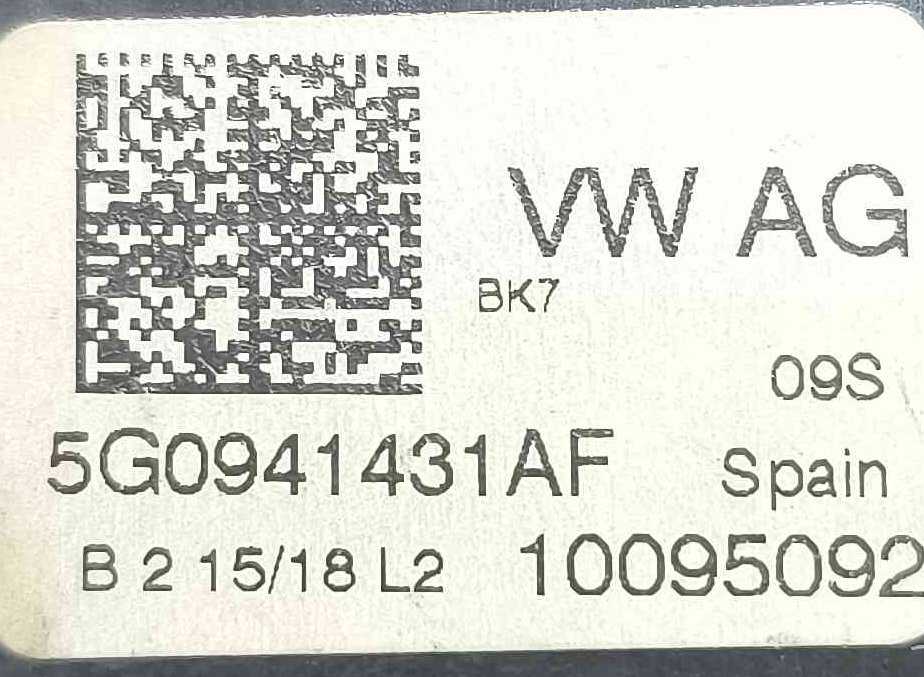 VW AG
BK7
09S
5G0941431AF Spain
B 2 15/18 L2 10095092